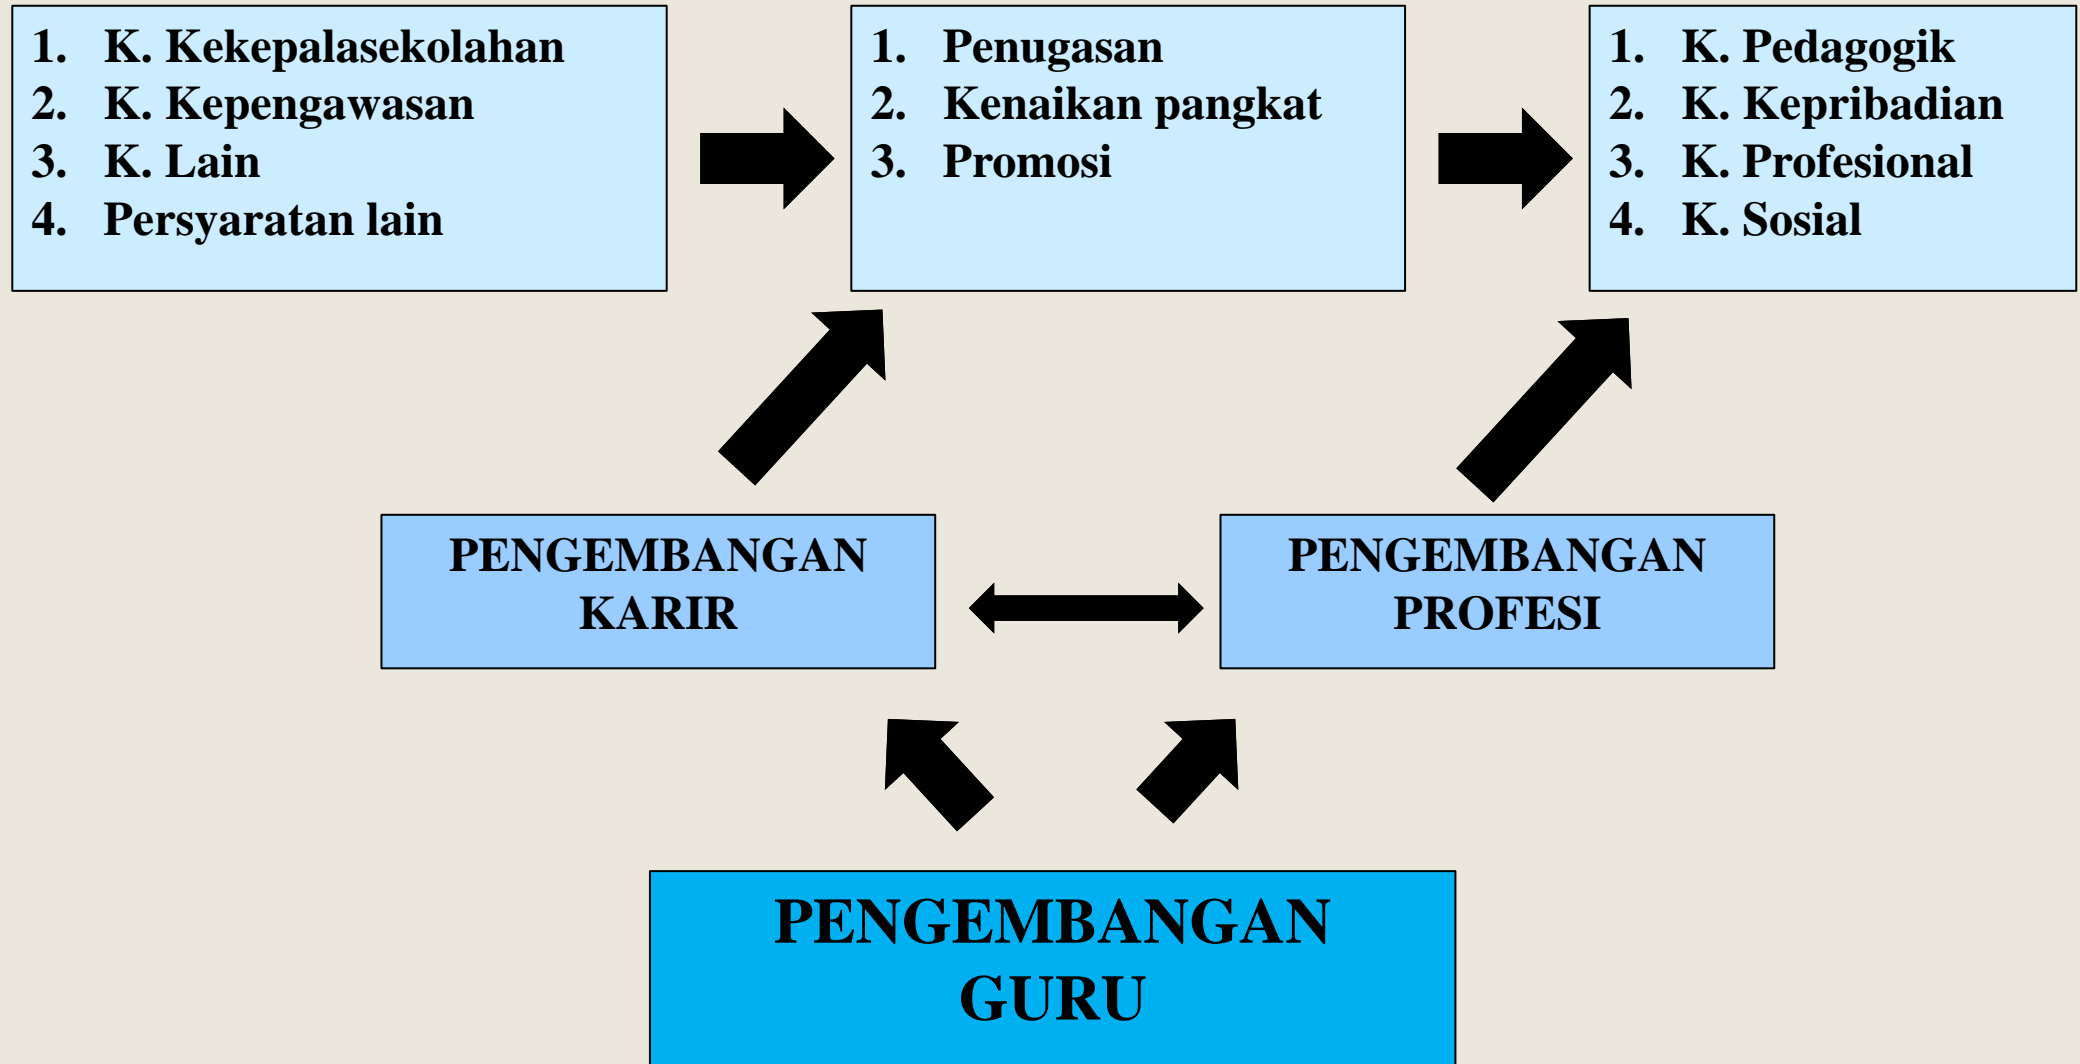 1. K. Kekepalasekolahan
2. K. Kepengawasan
3. K. Lain
4. Persyaratan lain
1. Penugasan
2. Kenaikan pangkat
3. Promosi
1. K. Pedagogik
2. K. Kepribadian
3. K. Profesional
4. K. Sosial
PENGEMBANGAN
KARIR
PENGEMBANGAN
PROFESI
PENGEMBANGAN
GURU